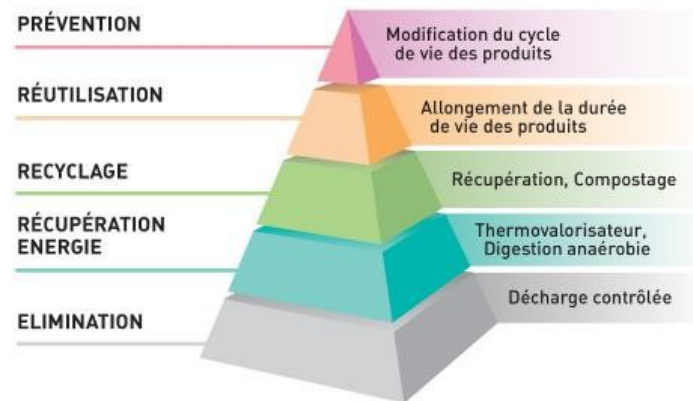 PRÉVENTION
Modification du cycle
de vie des produits
RÉUTILISATION
Allongement de la durée
de vie des produits
RECYCLAGE
Récupération, Compostage
RÉCUPÉRATION
ENERGIE
Thermovalorisateur,
Digestion anaérobie
ELIMINATION
Décharge contrôlée